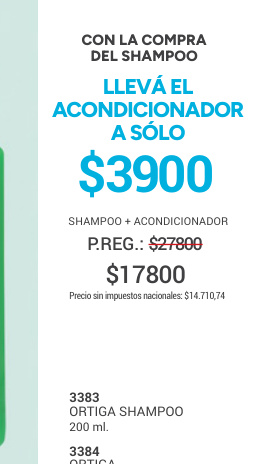 CON LA COMPRA
DEL SHAMPOO
LLEVÁ EL
ACONDICIONADOR
A SÓLO
$3900
SHAMPOO + ACONDICIONADOR
P.REG.: $27800
$17800
Precio sin impuestos nacionales: $14.710,74
3383
ORTIGA SHAMPOO
200 ml.
3384
ORTIGA